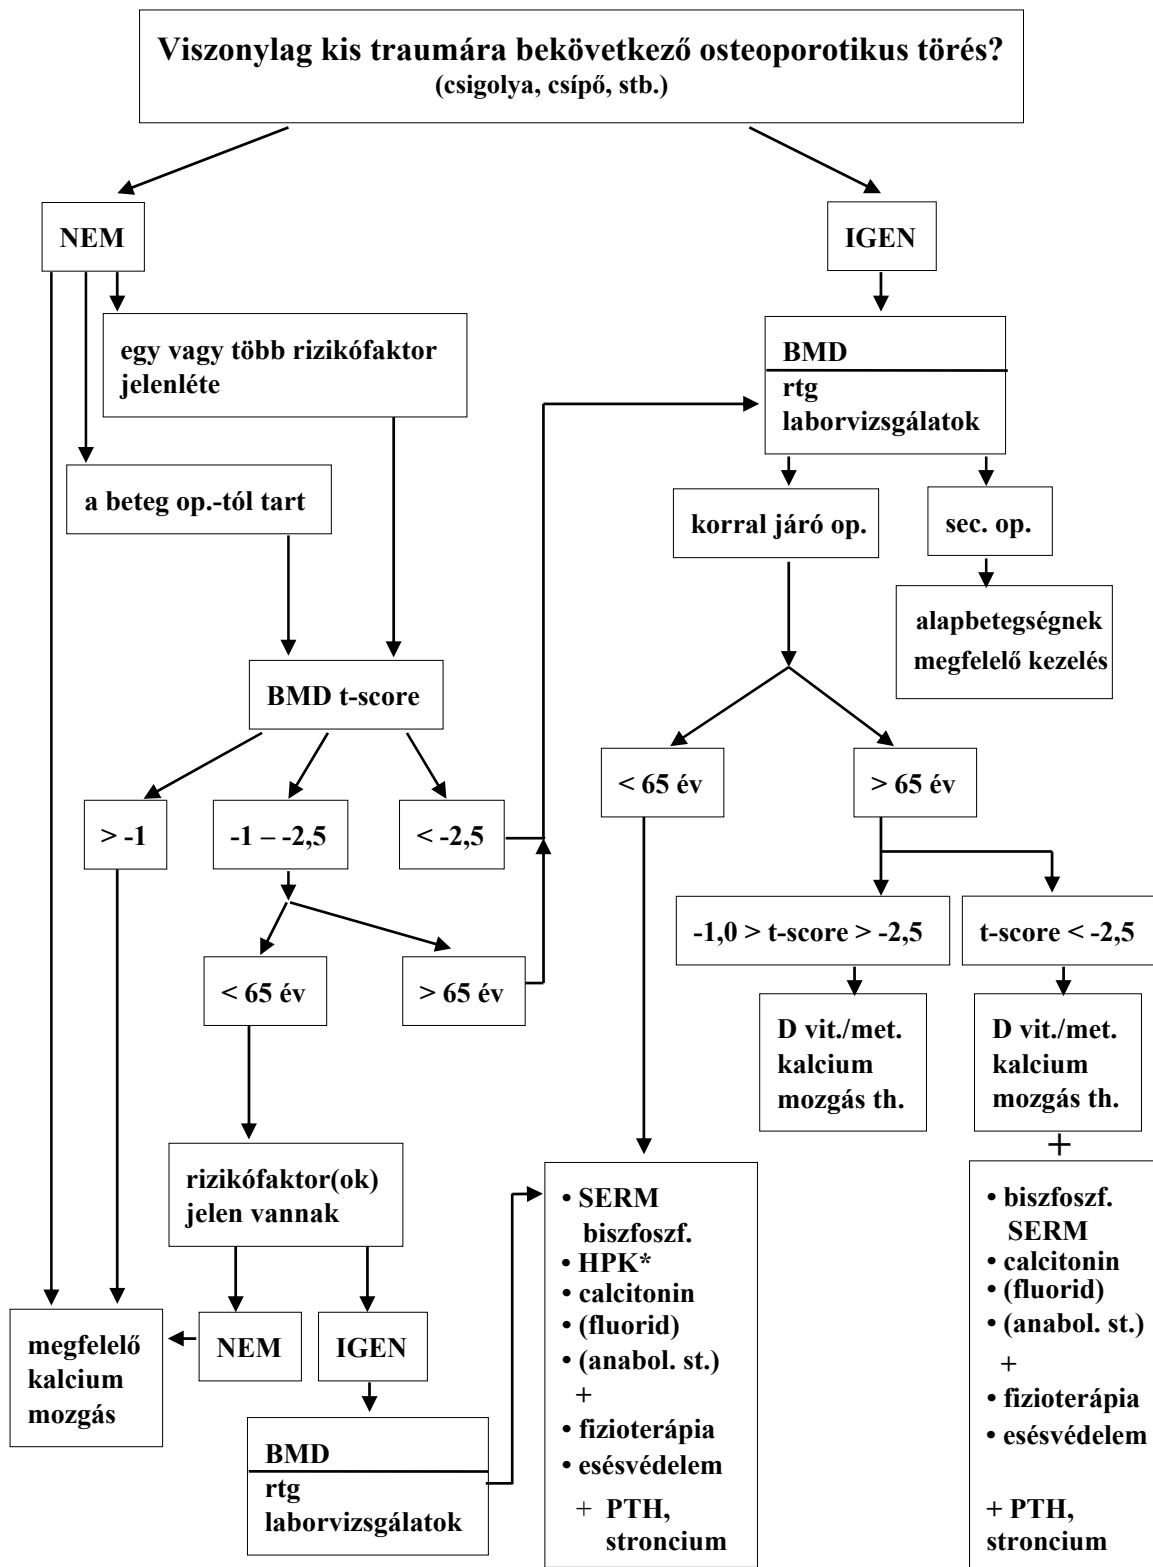 Viszonylag kis traumára bekövetkező osteoporotikus törés?
(csigolya, csípő, stb.)
NEM
IGEN
egy vagy több rizikófaktor
jelenléte
BMD
rtg
laborvizsgálatok
a beteg op.-tól tart
korral járó op.
sec. op.
alapbetegségnek
megfelelő kezelés
BMD t-score
< 65 év
> 65 év
> -1
-1 – -2,5
< -2,5
-1,0 > t-score > -2,5
t-score < -2,5
< 65 év
> 65 év
D vit./met.
kalcium
mozgás th.
D vit./met.
kalcium
mozgás th.
+
rizikófaktor(ok)
jelen vannak
• SERM
biszfoszf.
• HPK*
• calcitonin
• (fluorid)
• (anabol. st.)
+
• fizioterápia
• esésvédelem
+ PTH,
stroncium
• biszfoszf.
SERM
• calcitonin
• (fluorid)
• (anabol. st.)
+
• fizioterápia
• esésvédelem
+ PTH,
stroncium
megfelelő
kalcium
mozgás
NEM
IGEN
BMD
rtg
laborvizsgálatok